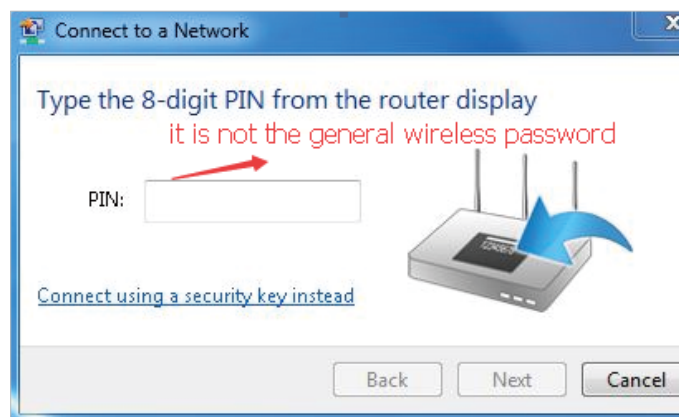 Connect to a Network
Type the 8-digit PIN from the router display
it is not the general wireless password
PIN:
12345670
Connect using a security key instead
Back
Next
Cancel